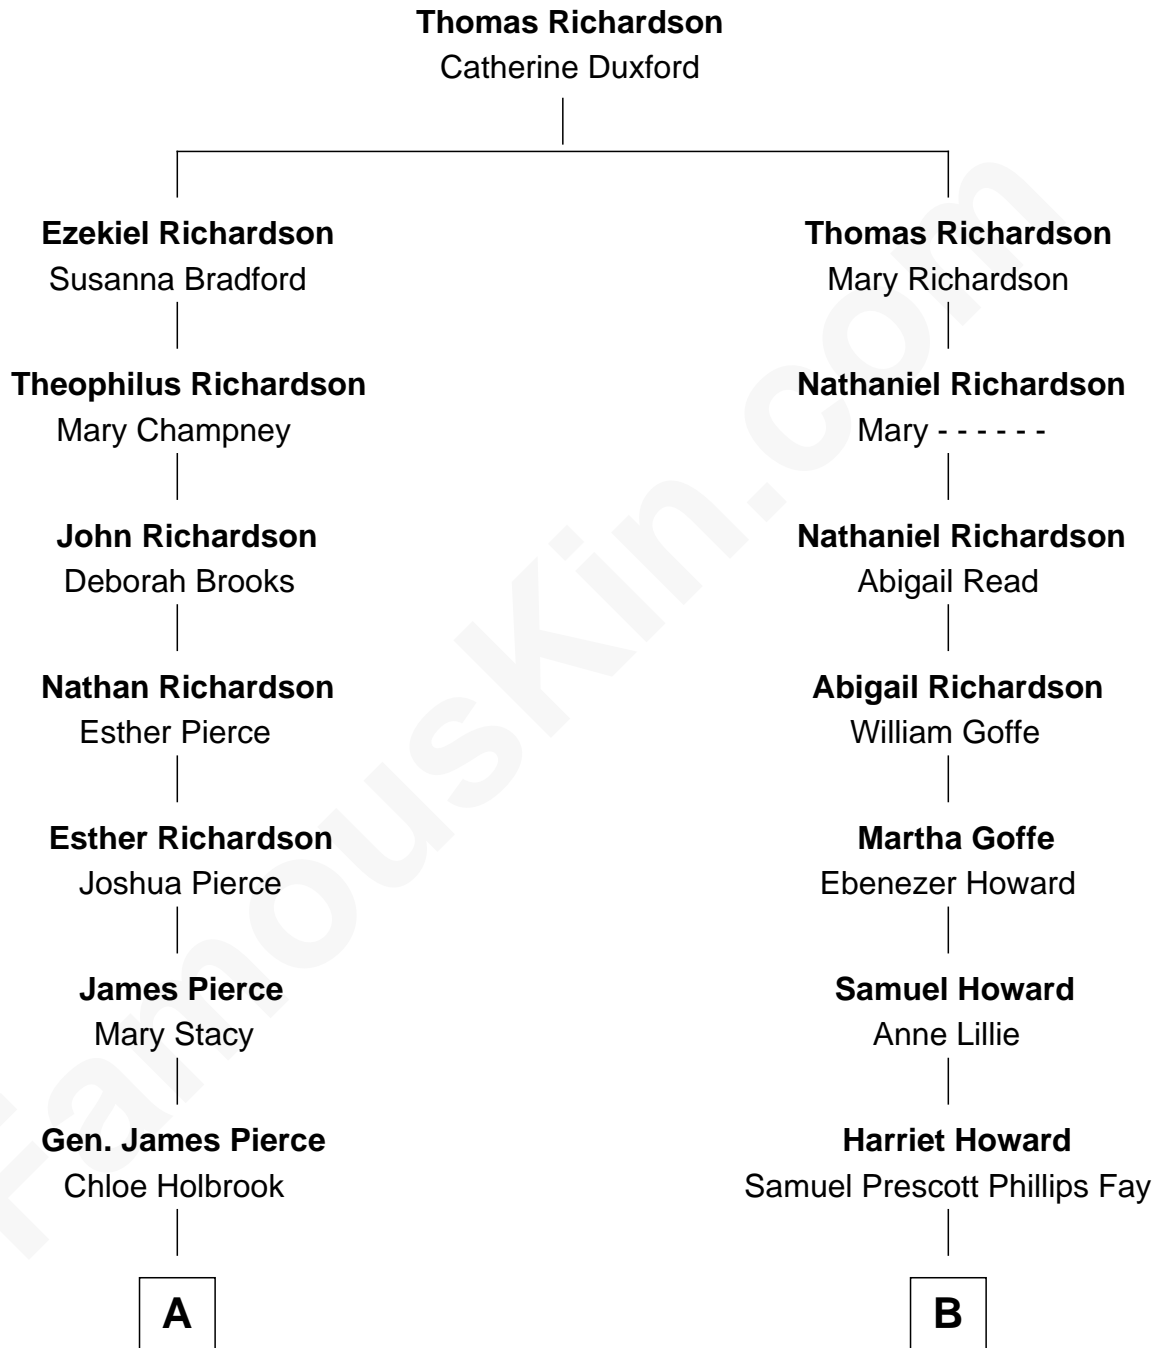 Thomas Richardson
Catherine Duxford
Ezekiel Richardson
Susanna Bradford
Thomas Richardson
Mary Richardson
Theophilus Richardson
Mary Champney
Nathaniel Richardson
Mary - - - - - -
John Richardson
Deborah Brooks
Nathaniel Richardson
Abigail Read
Nathan Richardson
Esther Pierce
Abigail Richardson
William Goffe
Esther Richardson
Joshua Pierce
Martha Goffe
Ebenezer Howard
James Pierce
Mary Stacy
Samuel Howard
Anne Lillie
Gen. James Pierce
Chloe Holbrook
Harriet Howard
Samuel Prescott Phillips Fay
A
B
FamousKin.com